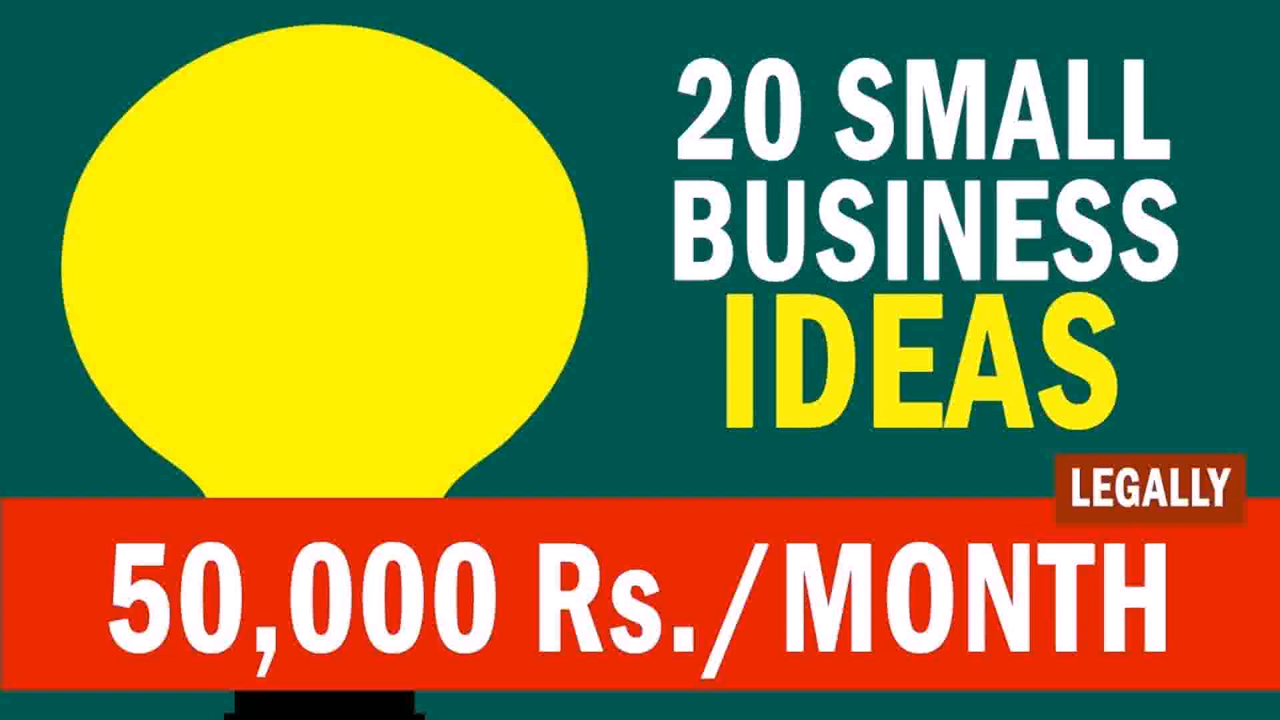 20 SMALL
BUSINESS
IDEAS
LEGALLY
50,000 Rs./MONTH